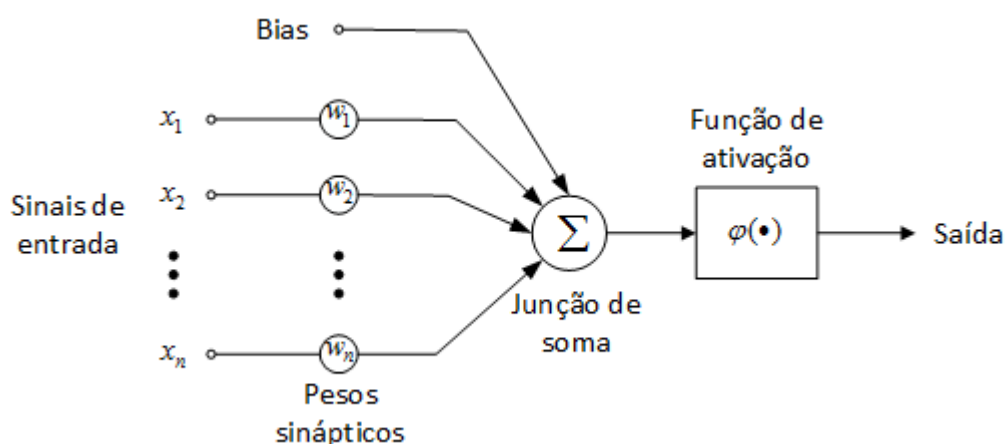 Bias
x₁
w₁
Função de
ativação
x₂
w₂
Sinais de
entrada
Σ
φ(•)
Saída
Junção de
soma
xₙ
wₙ
Pesos
sinápticos